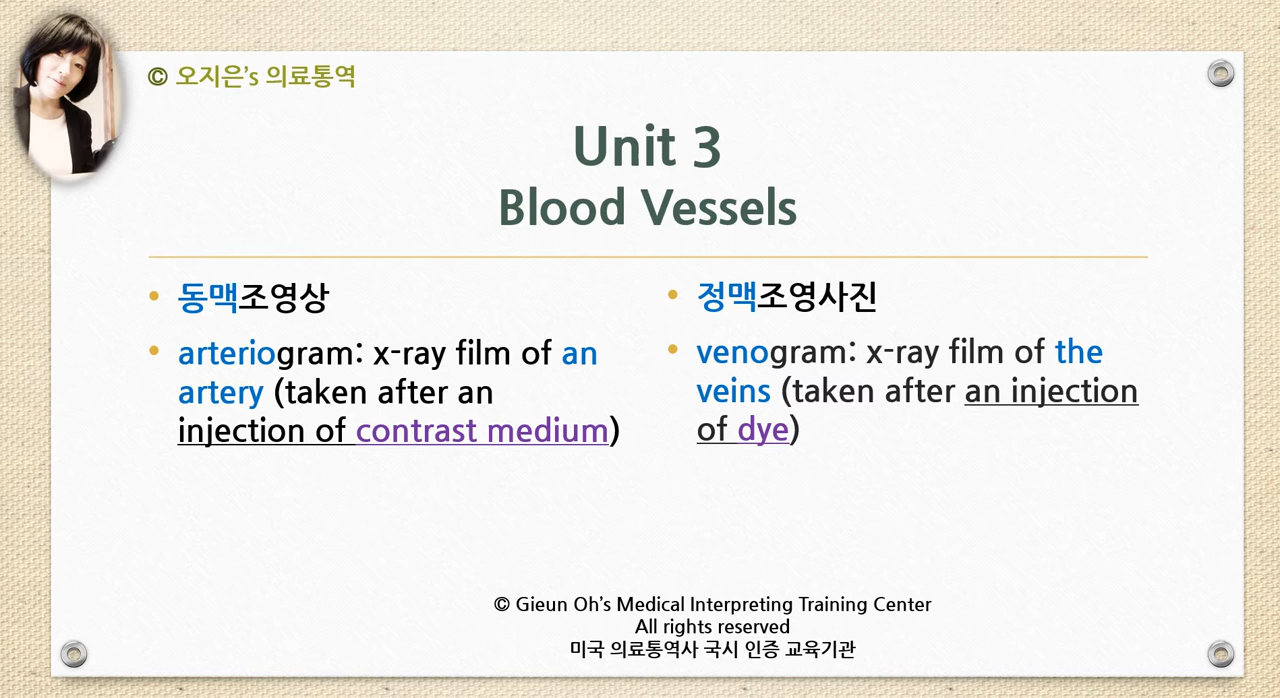 © 오지은's 의료통역
Unit 3
Blood Vessels
• 동맥조영상
• arteriogram: x-ray film of an
artery (taken after an
injection of contrast medium)
• 정맥조영사진
• venogram: x-ray film of the
veins (taken after an injection
of dye)
© Gieun Oh's Medical Interpreting Training Center
All rights reserved
미국 의료통역사 국시 인증 교육기관